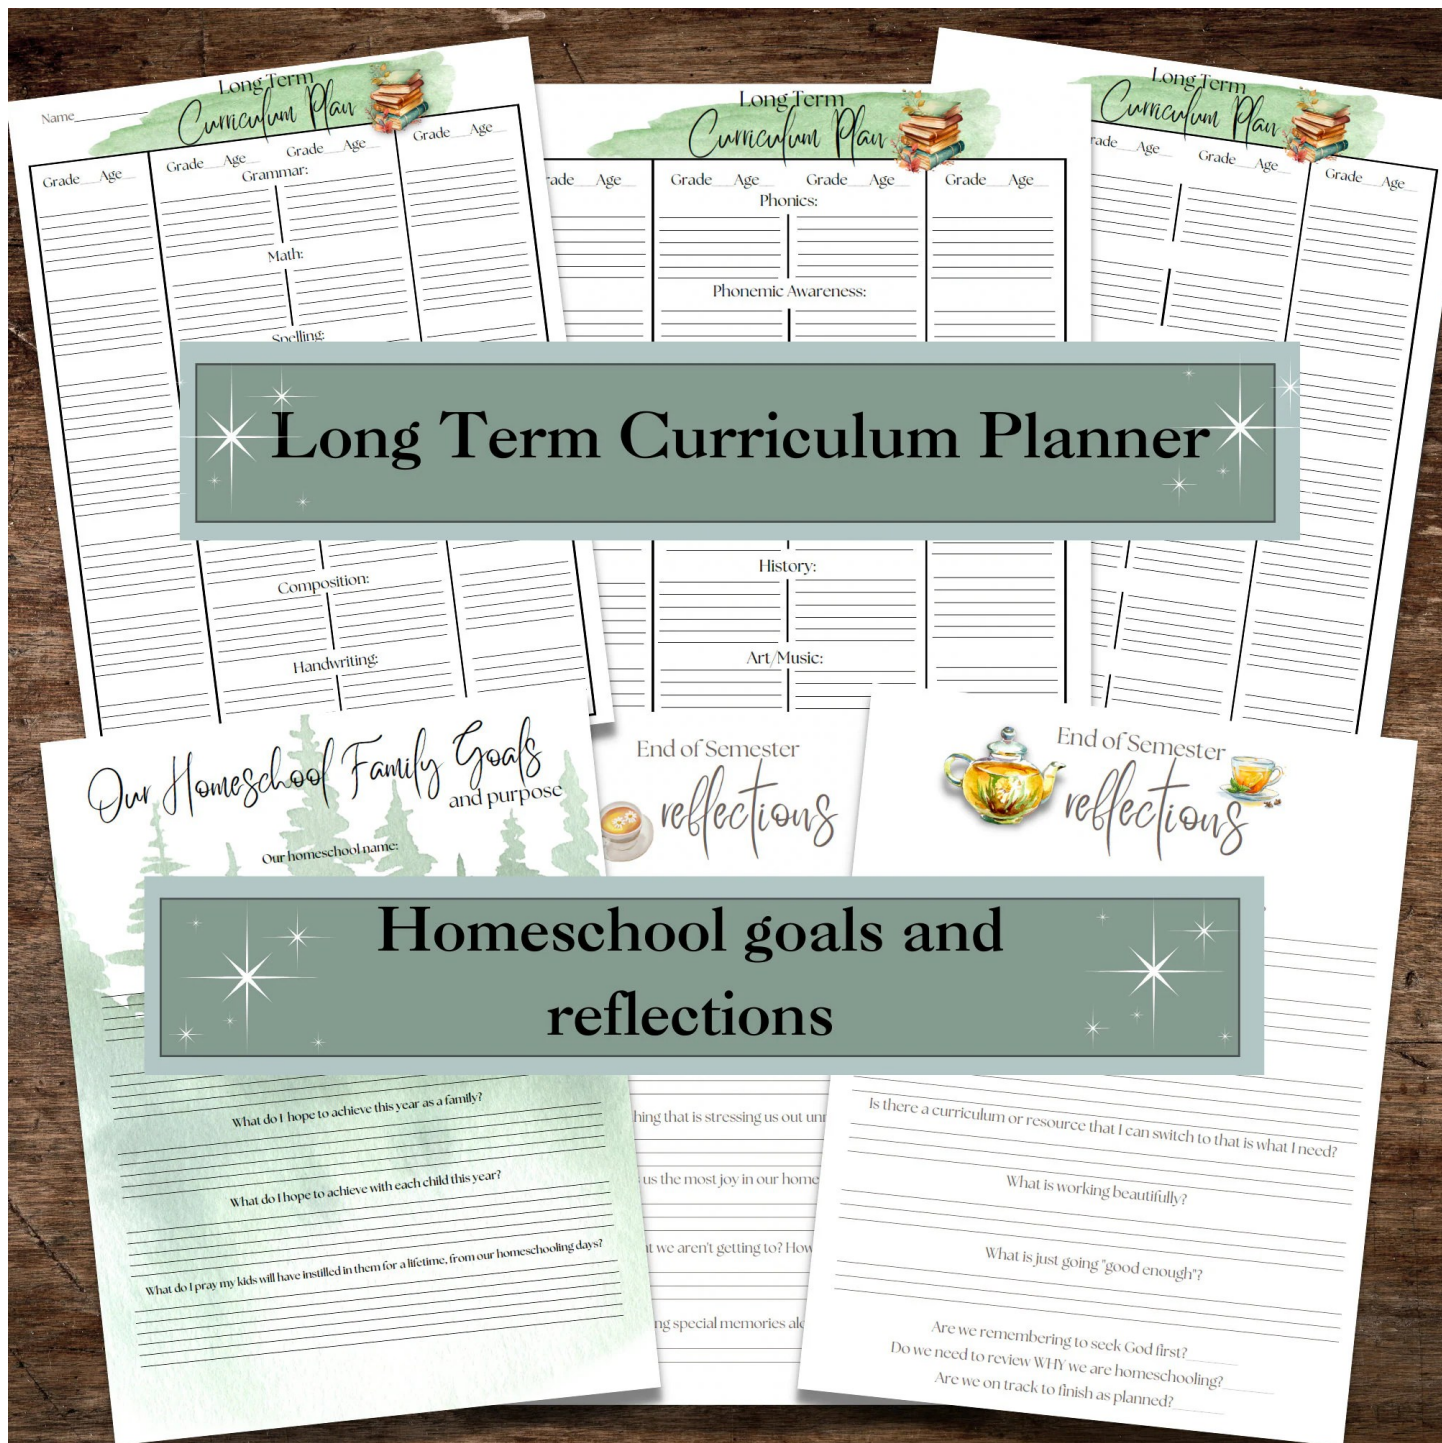 Long Term
Curriculum Plan
Name
Grade Age Grade Age Grade Age Grade Age
Grammar:
Math:
Spelling:
Composition:
Handwriting:
Long Term
Curriculum Plan
Age Grade Age Grade Age Grade Age
Phonics:
Phonemic Awareness:
History:
Art/Music:
Long Term
Curriculum Plan
Age Grade Age Grade Age
Long Term Curriculum Planner
Our Homeschool Family Goals
and purpose
Our homeschool name:
What do I hope to achieve this year as a family?
What do I hope to achieve with each child this year?
What do I pray my kids will have instilled in them for a lifetime, from our homeschooling days?
End of Semester
reflections
hing that is stressing us out
us the most joy in our home
we aren't getting to? How
ng special memories
End of Semester
reflections
Is there a curriculum or resource that I can switch to that is what I need?
What is working beautifully?
What is just going "good enough"?
Are we remembering to seek God first?
Do we need to review WHY we are homeschooling?
Are we on track to finish as planned?
Homeschool goals and
reflections